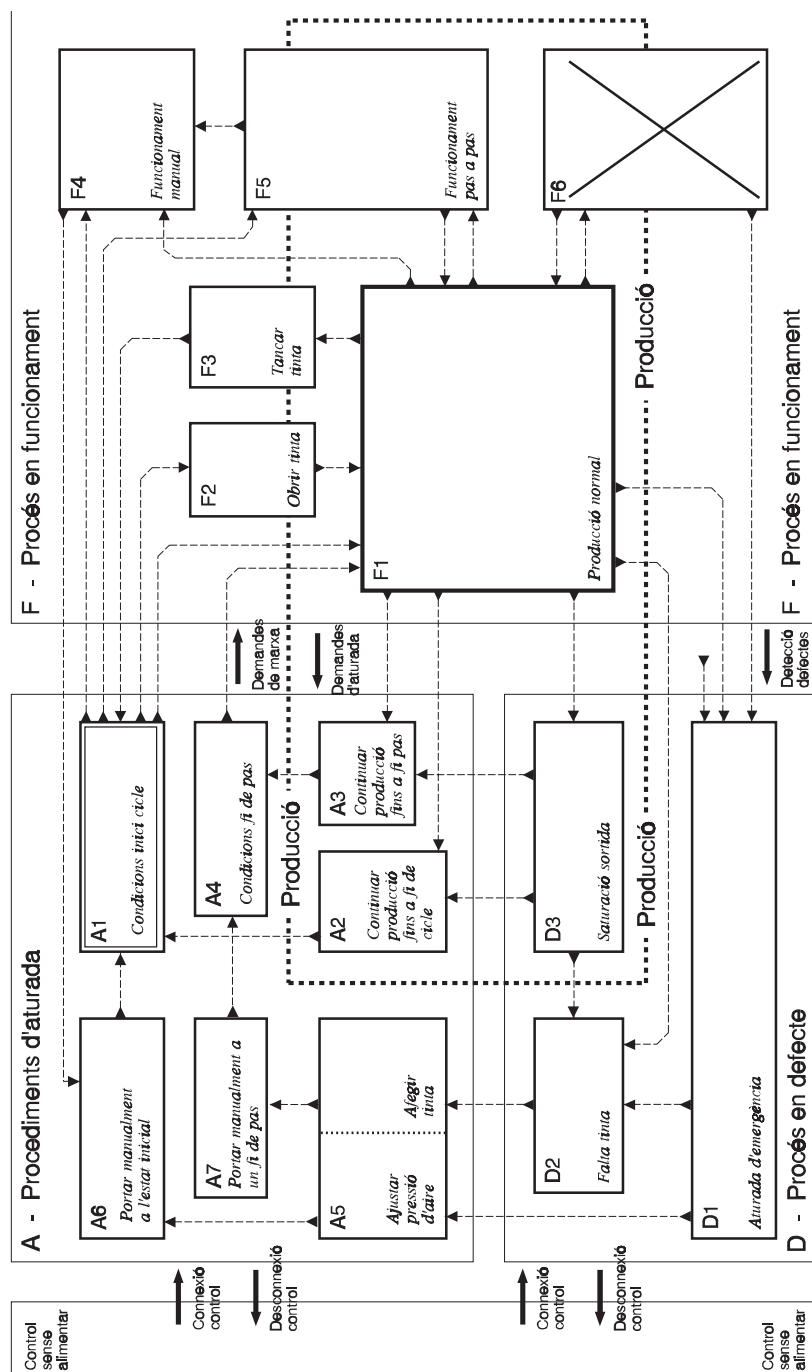 Control
sense
alimentar
A - Procediments d'aturada
F - Procés en funcionament
A6
Portar manualment
a l'estat inicial
A1
Condicions inici cicle
F4
Funcionament
manual
A7
Portar manualment a
un fi de pas
A4
Condicions fi de pas
F2
Obrir tinta
F3
Tancar
tinta
F5
Funcionament
pas a pas
Connexió
control
Desconnexió
control
Demandes
de marxa
Demandes
d'aturada
Producció
A5
Ajustar
pressió
d'aire
Afegir
tinta
A2
Continuar
producció
fins a fi de
cicle
A3
Continuar
producció
fins a fi pas
F1
Producció normal
Connexió
control
Desconnexió
control
D2
Falta tinta
D3
Saturació sortida
F6
Producció
Producció
D1
Aturada d'emergència
Detecció
defectes
Control
sense
alimentar
D - Procés en defecte
F - Procés en funcionament